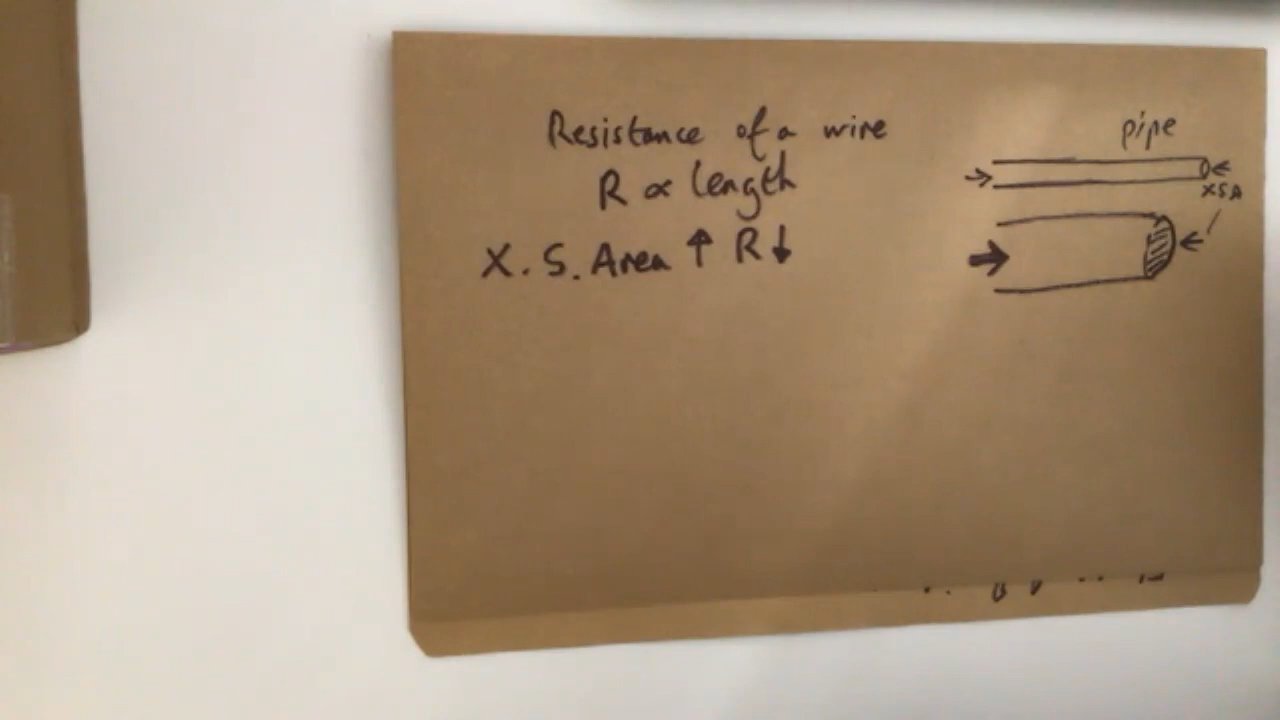 Resistance of a wire
R ∝ length
X.S. Area ↑ R↓
pipe
XSA